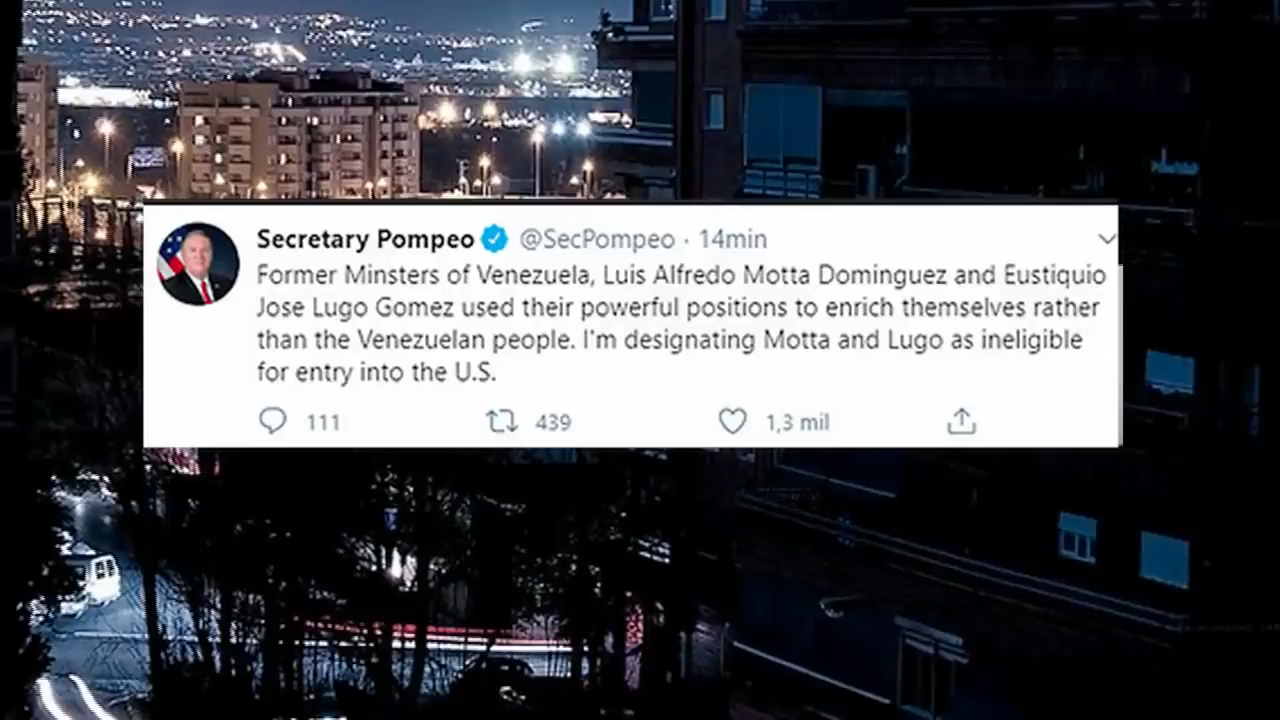 Secretary Pompeo @SecPompeo · 14min
Former Minsters of Venezuela, Luis Alfredo Motta Dominguez and Eustiquio
Jose Lugo Gomez used their powerful positions to enrich themselves rather
than the Venezuelan people. I'm designating Motta and Lugo as ineligible
for entry into the U.S.
111 439 1,3 mil